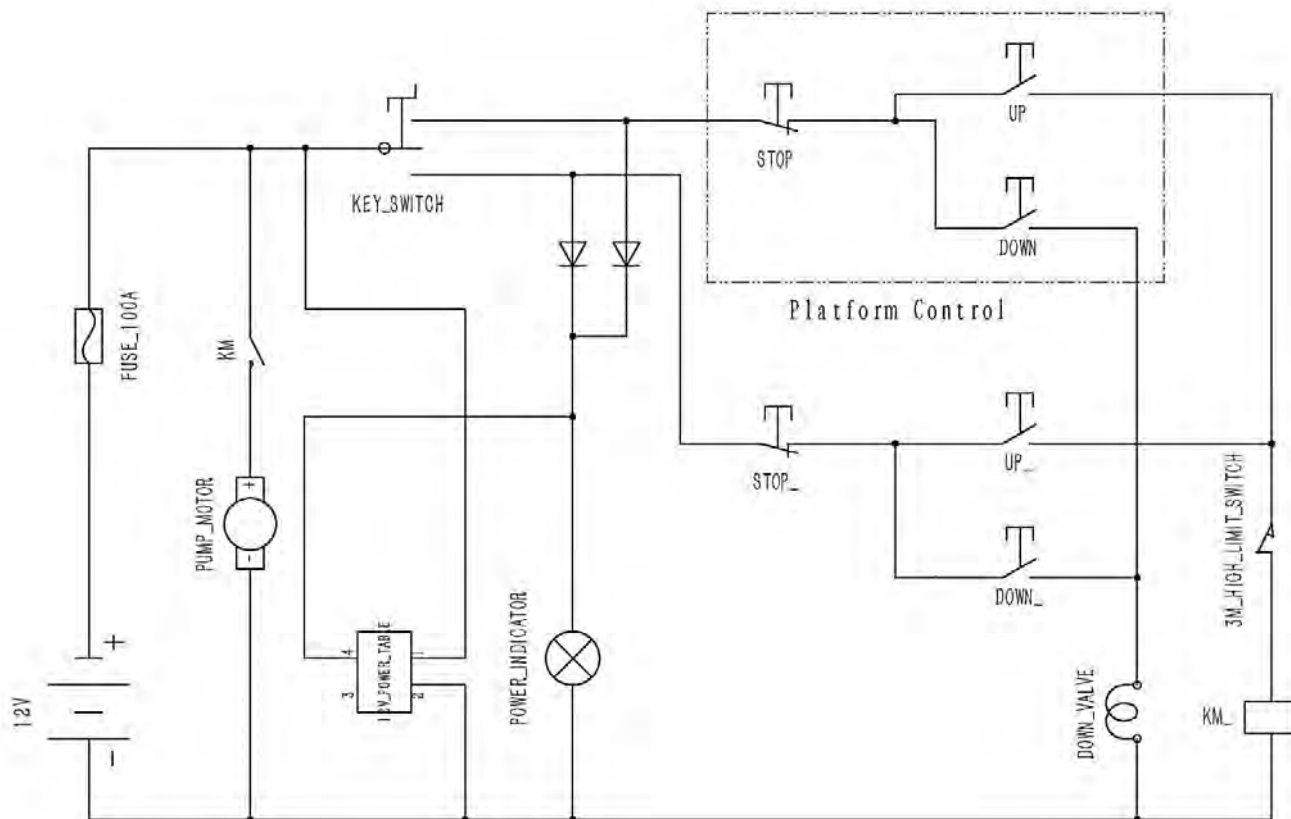 UP
STOP
KEY_SWITCH
DOWN
Platform Control
FUSE_100A
KM
UP_
STOP_
3M_HIGH_LIMIT_SWITCH
PUMP_MOTOR
+
-
DOWN_
12V
+
-
4
1
3
2
12V_POWER_TABLE
POWER_INDICATOR
DOWN_VALVE
KM_